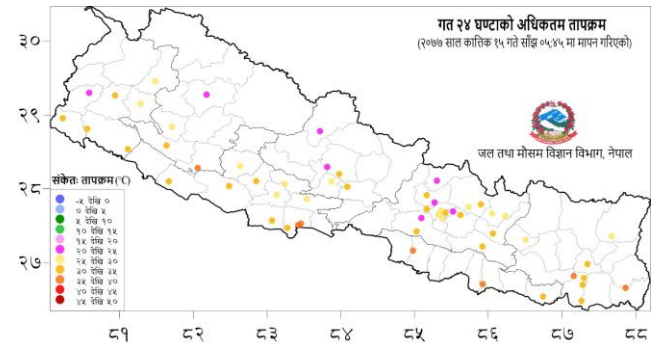 गत २४ घण्टाको अधिकतम तापक्रम
(२०७७ साल कात्तिक १५ गते साँझ ०५:४५ मा मापन गरिएको)
जल तथा मौसम विज्ञान विभाग, नेपाल
३०
२९
२८
२७
संकेतः तापक्रम (°C)
-५ देखि ०
० देखि ५
५ देखि १०
१० देखि १५
१५ देखि २०
२० देखि २५
२५ देखि ३०
३० देखि ३५
३५ देखि ४०
४० देखि ४५
४५ देखि ५०
८१ ८२ ८३ ८४ ८५ ८६ ८७ ८८